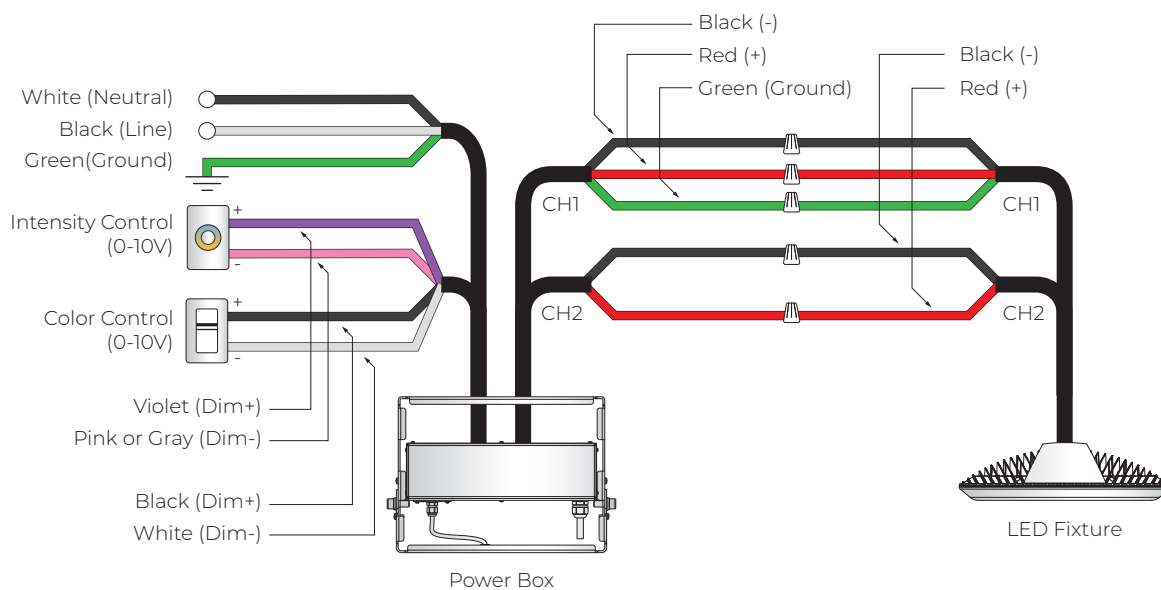 Black (-)
Red (+)
Green (Ground)
Black (-)
Red (+)
White (Neutral)
Black (Line)
Green(Ground)
Intensity Control
(0-10V)
+
-
Color Control
(0-10V)
+
-
CH1
CH1
CH2
CH2
Violet (Dim+)
Pink or Gray (Dim-)
Black (Dim+)
White (Dim-)
Power Box
LED Fixture